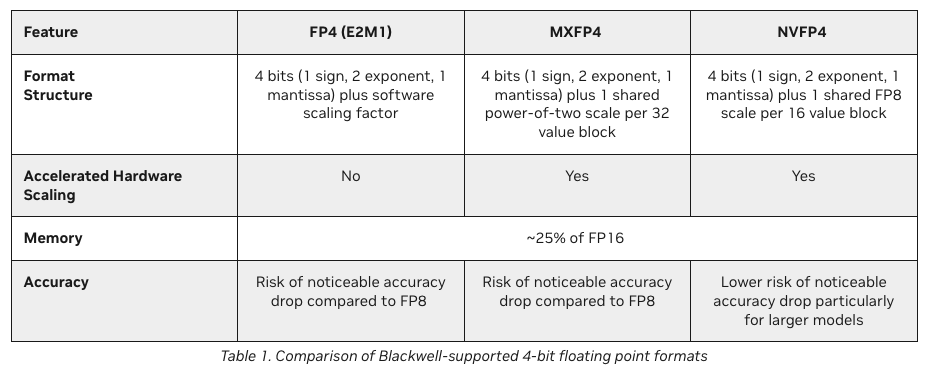 Feature
FP4 (E2M1)
MXFP4
NVFP4
Format
Structure
4 bits (1 sign, 2 exponent, 1
mantissa) plus software
scaling factor
4 bits (1 sign, 2 exponent, 1
mantissa) plus 1 shared
power-of-two scale per 32
value block
4 bits (1 sign, 2 exponent, 1
mantissa) plus 1 shared FP8
scale per 16 value block
Accelerated Hardware
Scaling
No
Yes
Yes
Memory
~25% of FP16
Accuracy
Risk of noticeable accuracy
drop compared to FP8
Risk of noticeable accuracy
drop compared to FP8
Lower risk of noticeable
accuracy drop particularly
for larger models
Table 1. Comparison of Blackwell-supported 4-bit floating point formats